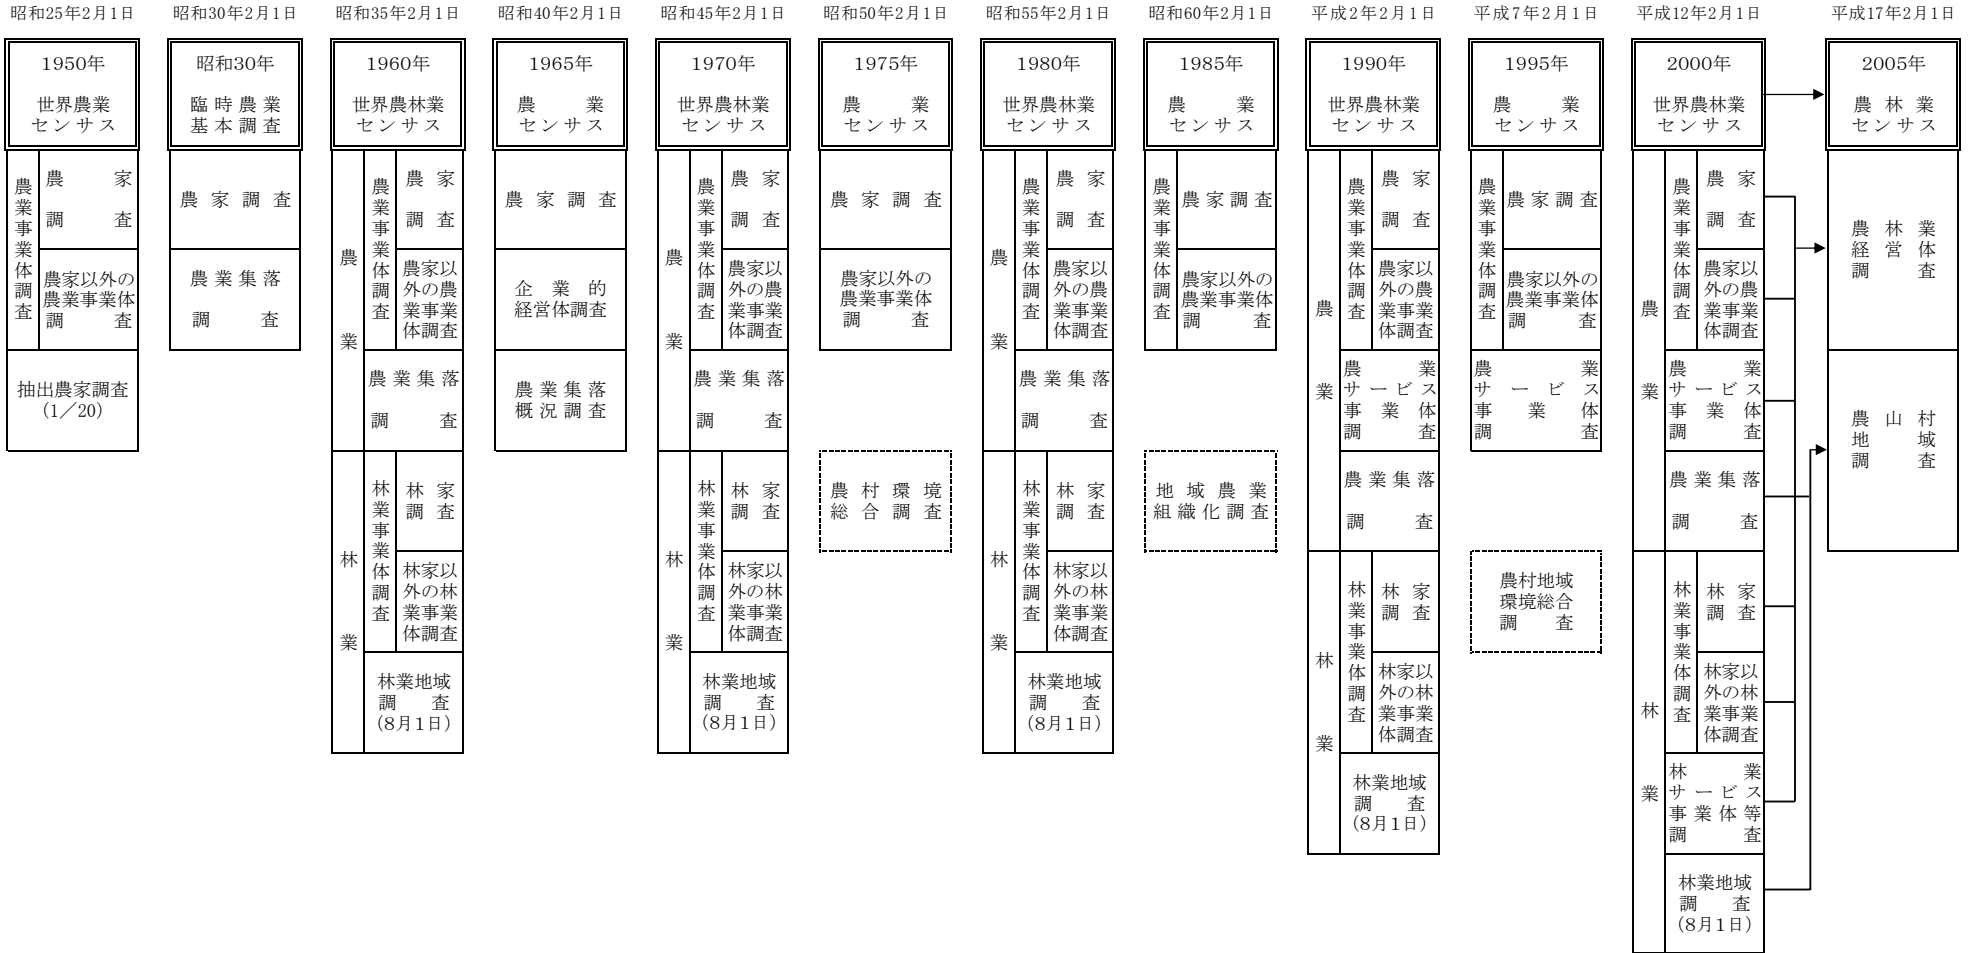 昭和25年2月1日
1950年
世界農業
センサス
農業事業体調査
農家
調査
農家以外の
農業事業体
調査
抽出農家調査
（1／20）
昭和30年2月1日
昭和30年
臨時農業
基本調査
農家調査
農業集落
調査
昭和35年2月1日
1960年
世界農林業
センサス
農業
農業事業体調査
農家
調査
農家以
外の農
業事業
体調査
農業集落
調査
林業
林業事業体調査
林家
調査
林家以
外の林
業事業
体調査
林業地域
調査
（8月1日）
昭和40年2月1日
1965年
農業
センサス
農家調査
企業的
経営体調査
農業集落
概況調査
昭和45年2月1日
1970年
世界農林業
センサス
農業
農業事業体調査
農家
調査
農家以
外の農
業事業
体調査
農業集落
調査
林業
林業事業体調査
林家
調査
林家以
外の林
業事業
体調査
林業地域
調査
（8月1日）
昭和50年2月1日
1975年
農業
センサス
農家調査
農家以外の
農業事業体
調査
農村環境
総合調査
昭和55年2月1日
1980年
世界農林業
センサス
農業
農業事業体調査
農家
調査
農家以
外の農
業事業
体調査
農業集落
調査
林業
林業事業体調査
林家
調査
林家以
外の林
業事業
体調査
林業地域
調査
（8月1日）
昭和60年2月1日
1985年
農業
センサス
農業事業体調査
農家調査
農家以外の
農業事業体
調査
地域農業
組織化調査
平成2年2月1日
1990年
世界農林業
センサス
農業
農業事業体調査
農家
調査
農家以
外の農
業事業
体調査
農業
サービス
事業体
調査
農業集落
調査
林業
林業事業体調査
林家
調査
林家以
外の林
業事業
体調査
林業地域
調査
（8月1日）
平成7年2月1日
1995年
農業
センサス
農業事業体調査
農家調査
農家以外の
農業事業体
調査
農業
サービス
事業体
調査
農村地域
環境総合
調査
平成12年2月1日
2000年
世界農林業
センサス
農業
農業事業体調査
農家
調査
農家以
外の農
業事業
体調査
農業
サービス
事業体
調査
農業集落
調査
林業
林業事業体調査
林家
調査
林家以
外の林
業事業
体調査
林業
サービス
事業体等
調査
林業地域
調査
（8月1日）
平成17年2月1日
2005年
農林業
センサス
農林業
経営体
調査
農山村
地域
調査